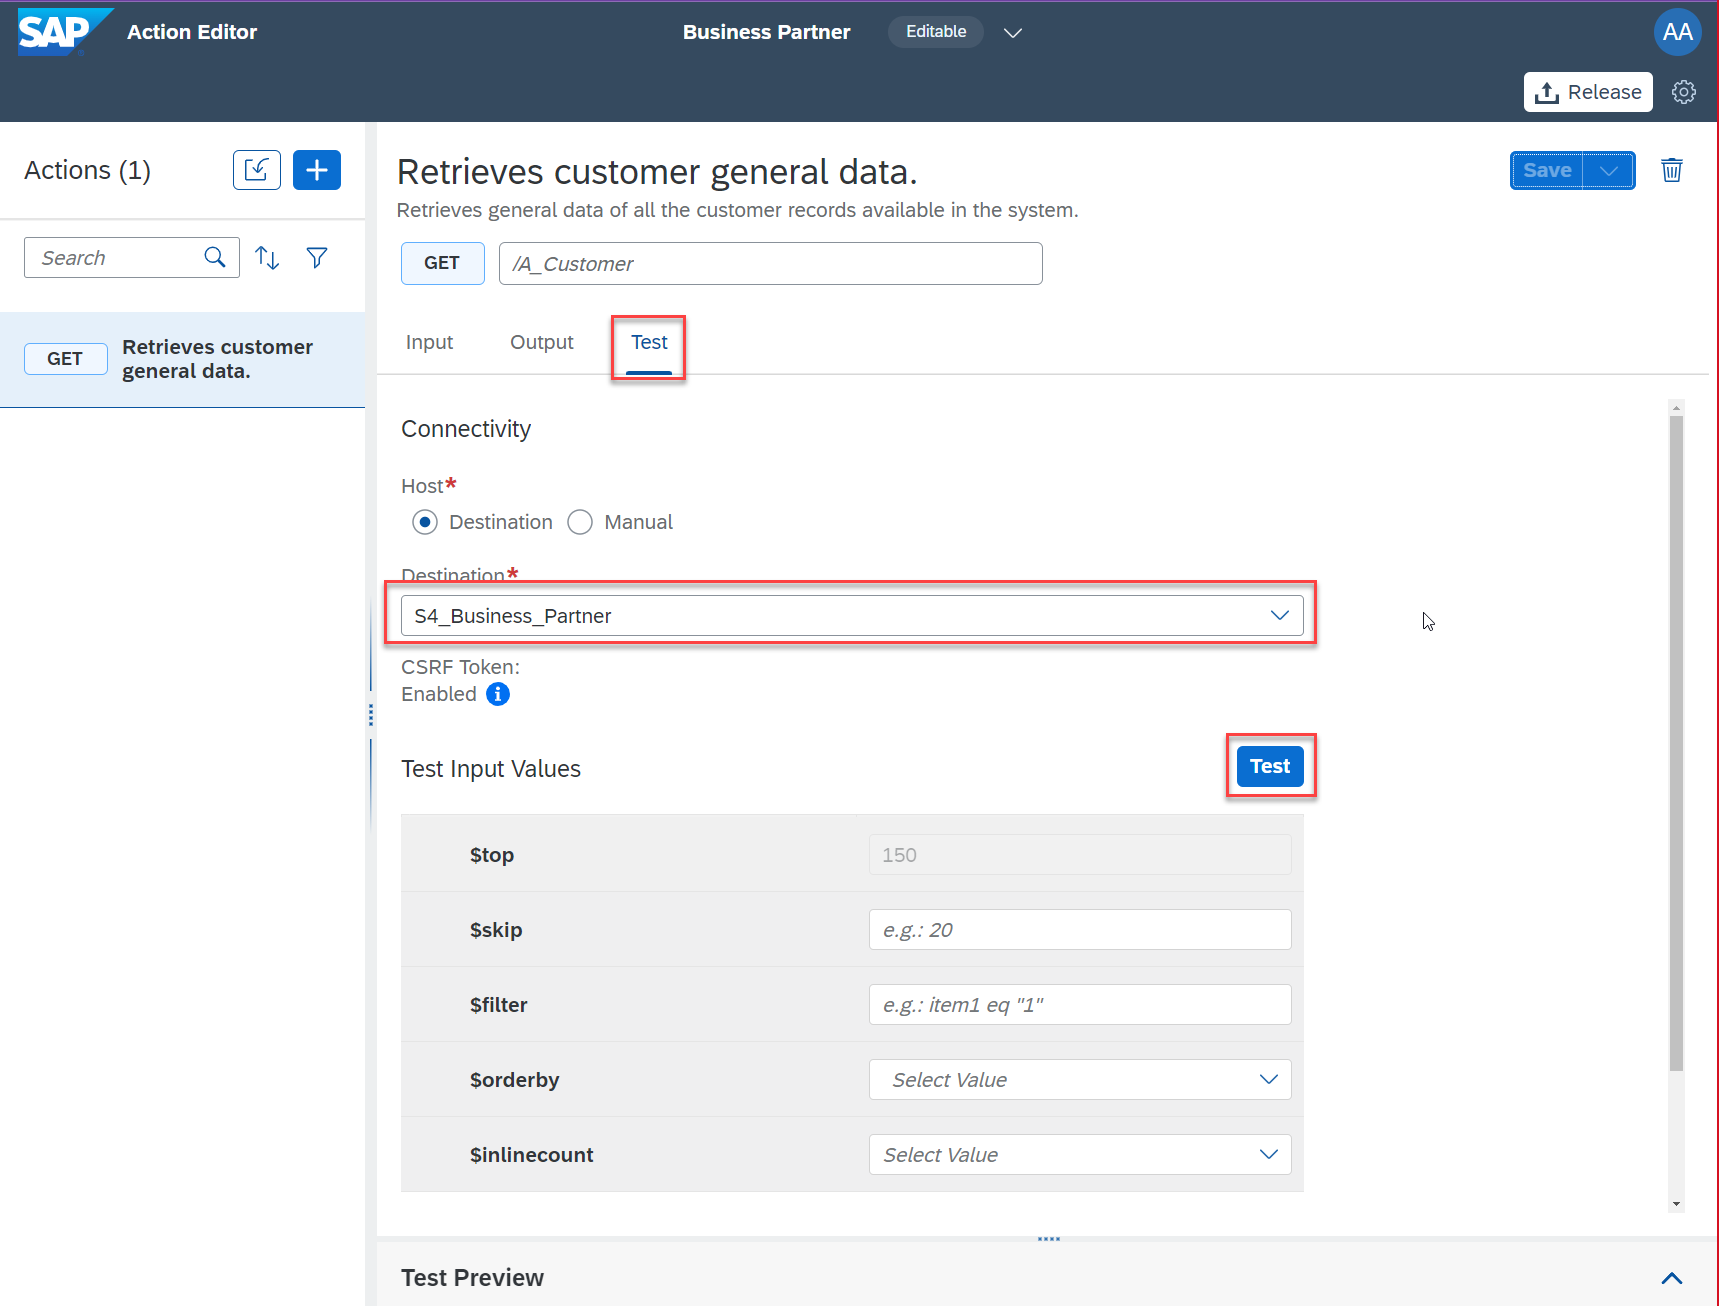 SAP Action Editor Business Partner Editable AA
Release
Actions (1)
Search
GET Retrieves customer general data.
Retrieves customer general data.
Save
Retrieves general data of all the customer records available in the system.
GET /A_Customer
Input Output Test
Connectivity
Host*
Destination Manual
Destination*
S4_Business_Partner
CSRF Token:
Enabled
Test Input Values Test
$top 150
$skip e.g.: 20
$filter e.g.: item1 eq "1"
$orderby Select Value
$inlinecount Select Value
Test Preview